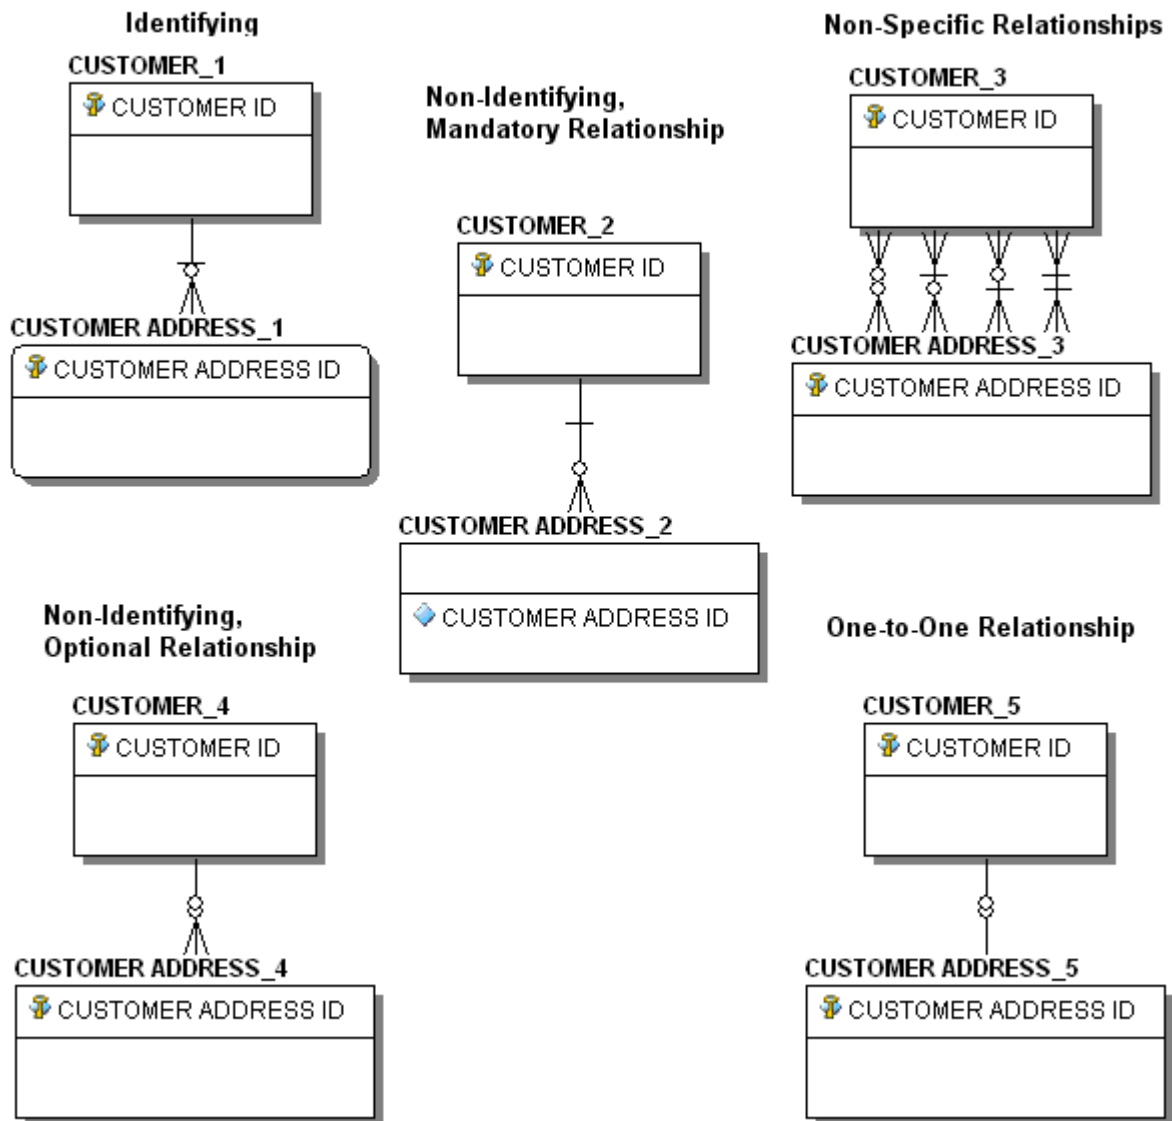 Identifying
CUSTOMER_1
CUSTOMER ID
CUSTOMER ADDRESS_1
CUSTOMER ADDRESS ID
Non-Identifying,
Mandatory Relationship
CUSTOMER_2
CUSTOMER ID
CUSTOMER ADDRESS_2
CUSTOMER ADDRESS ID
Non-Specific Relationships
CUSTOMER_3
CUSTOMER ID
CUSTOMER ADDRESS_3
CUSTOMER ADDRESS ID
Non-Identifying,
Optional Relationship
CUSTOMER_4
CUSTOMER ID
CUSTOMER ADDRESS_4
CUSTOMER ADDRESS ID
One-to-One Relationship
CUSTOMER_5
CUSTOMER ID
CUSTOMER ADDRESS_5
CUSTOMER ADDRESS ID